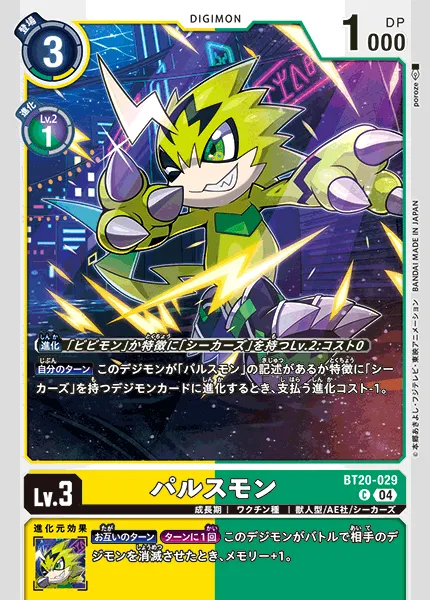 DIGIMON
登場
3
DP
1000
進化
Lv.2
1
poroze
©本郷あきよし・フジテレビ・東映アニメーション BANDAI MADE IN JAPAN
進化 「ビビモン」か特徴に「シーカーズ」を持つLv.2:コスト0
自分のターン このデジモンが「パルスモン」の記述があるか特徴に「シー
カーズ」を持つデジモンカードに進化するとき、支払う進化コスト-1。
BT20-029
Lv.3
パルスモン
C 04
成長期 | ワクチン種 | 獣人型/AE社/シーカーズ
進化元効果
お互いのターン ターンに1回 このデジモンがバトルで相手のデ
ジモンを消滅させたとき、メモリー+1。